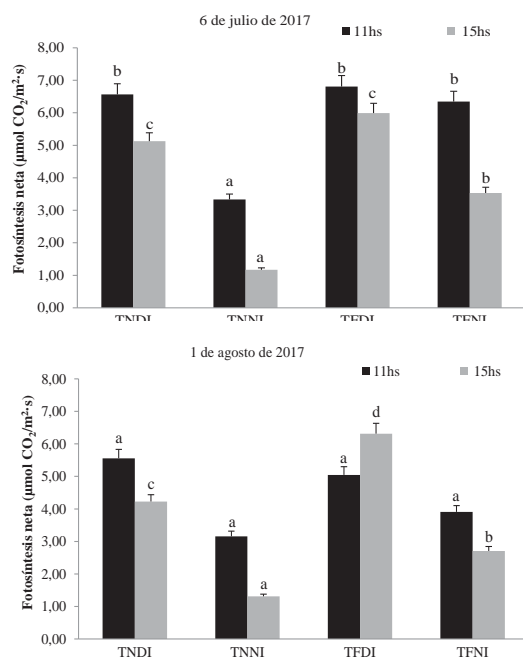 6 de julio de 2017
11hs 15hs
Fotosíntesis neta (µmol CO₂/m²·s)
8,00
7,00
6,00
5,00
4,00
3,00
2,00
1,00
0,00
b c a a b c b b
TNDI TNNI TFDI TFNI
1 de agosto de 2017
11hs 15hs
Fotosíntesis neta (µmol CO₂/m²·s)
8,00
7,00
6,00
5,00
4,00
3,00
2,00
1,00
0,00
a c a a a d a b
TNDI TNNI TFDI TFNI